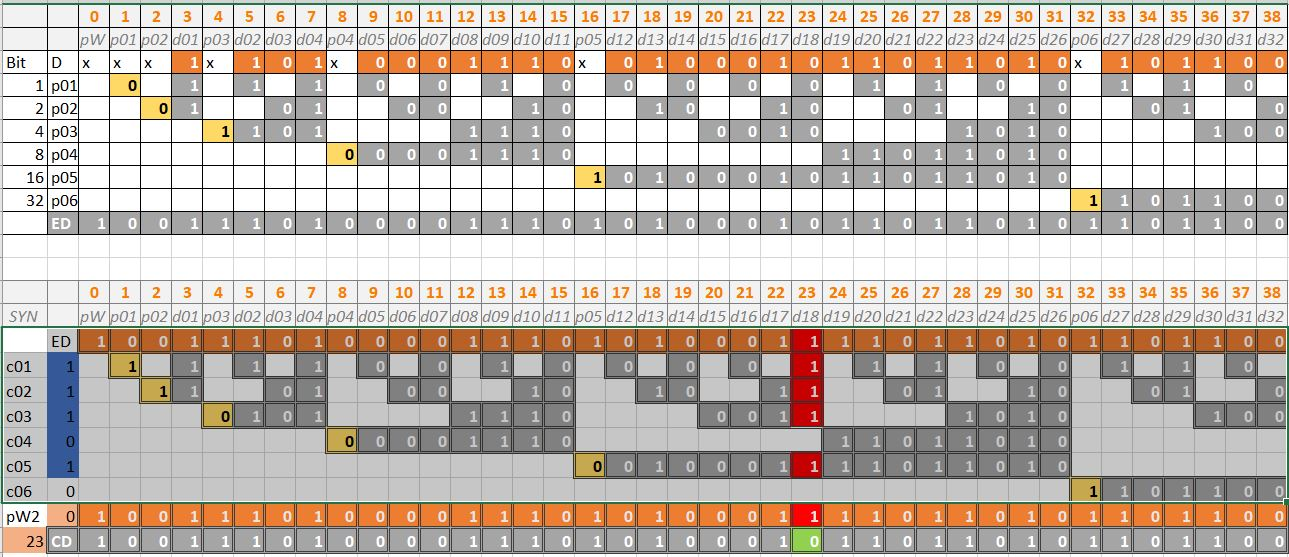 0 1 2 3 4 5 6 7 8 9 10 11 12 13 14 15 16 17 18 19 20 21 22 23 24 25 26 27 28 29 30 31 32 33 34 35 36 37 38
pW p01 p02 d01 p03 d02 d03 d04 p04 d05 d06 d07 d08 d09 d10 d11 p05 d12 d13 d14 d15 d16 d17 d18 d19 d20 d21 d22 d23 d24 d25 d26 p06 d27 d28 d29 d30 d31 d32
Bit D x x x 1 x 1 0 1 x 0 0 0 1 1 1 0 x 0 1 0 0 0 1 0 1 1 0 1 1 0 1 0 x 1 0 1 1 0 0
1 p01 0 1 1 1 0 0 1 0 0 0 0 0 1 1 0 0 1 1 0
2 p02 0 1 0 1 0 0 1 0 1 0 1 0 0 1 1 0 0 1 0
4 p03 1 1 0 1 1 1 1 0 0 0 1 0 1 0 1 0 1 0 0
8 p04 0 0 0 0 1 1 1 0 1 1 0 1 1 0 1 0
16 p05 1 0 1 0 0 0 1 0 1 1 0 1 1 0 1 0
32 p06 1 1 0 1 1 0 0
ED 1 0 0 1 1 1 0 1 0 0 0 0 1 1 1 0 1 0 1 0 0 0 1 0 1 1 0 1 1 0 1 0 1 1 0 1 1 0 0
0 1 2 3 4 5 6 7 8 9 10 11 12 13 14 15 16 17 18 19 20 21 22 23 24 25 26 27 28 29 30 31 32 33 34 35 36 37 38
SYN pW p01 p02 d01 p03 d02 d03 d04 p04 d05 d06 d07 d08 d09 d10 d11 p05 d12 d13 d14 d15 d16 d17 d18 d19 d20 d21 d22 d23 d24 d25 d26 p06 d27 d28 d29 d30 d31 d32
ED 1 0 0 1 1 1 0 1 0 0 0 0 1 1 1 0 1 0 1 0 0 0 1 1 1 1 0 1 1 0 1 0 1 1 0 1 1 0 0
c01 1 1 1 1 1 0 0 1 0 0 0 0 1 1 1 0 0 1 1 0
c02 1 1 1 0 1 0 0 1 0 1 0 1 1 0 1 1 0 0 1 0
c03 1 0 1 0 1 1 1 1 0 0 0 1 1 1 0 1 0 1 0 0
c04 0 0 0 0 0 1 1 1 0 1 1 0 1 1 0 1 0
c05 1 0 0 1 0 0 0 1 1 1 1 0 1 1 0 1 0
c06 0 1 1 0 1 1 0 0
pW2 0 1 0 0 1 1 1 0 1 0 0 0 0 1 1 1 0 1 0 1 0 0 0 1 1 1 1 0 1 1 0 1 0 1 1 0 1 1 0 0
23 CD 1 0 0 1 1 1 0 1 0 0 0 0 1 1 1 0 1 0 1 0 0 0 1 0 1 1 0 1 1 0 1 0 1 1 0 1 1 0 0